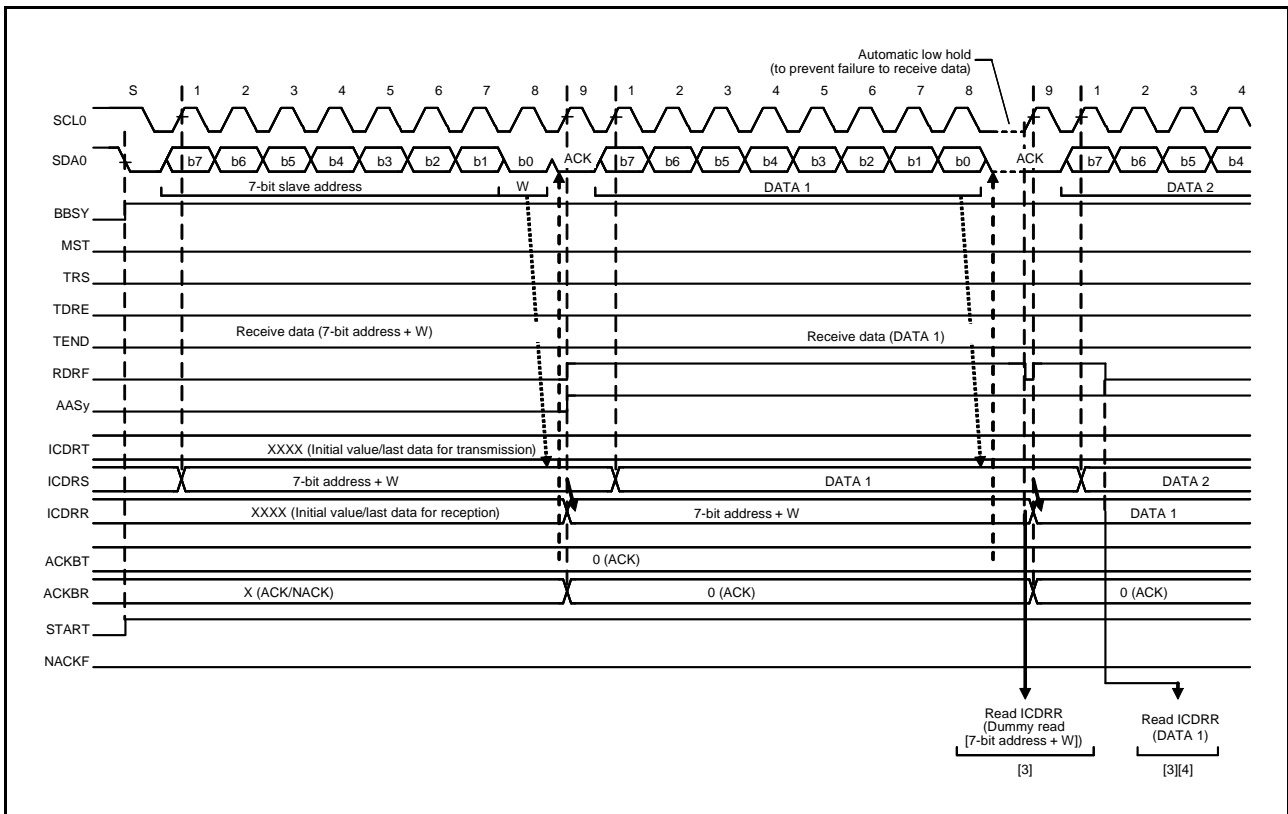 Automatic low hold
(to prevent failure to receive data)
S 1 2 3 4 5 6 7 8 9 1 2 3 4 5 6 7 8 9 1 2 3 4
SCL0
SDA0 b7 b6 b5 b4 b3 b2 b1 b0 ACK b7 b6 b5 b4 b3 b2 b1 b0 ACK b7 b6 b5 b4
7-bit slave address W DATA 1 DATA 2
BBSY
MST
TRS
TDRE
Receive data (7-bit address + W) Receive data (DATA 1)
TEND
RDRF
AASy
ICDRT XXXX (Initial value/last data for transmission)
ICDRS 7-bit address + W DATA 1 DATA 2
ICDRR XXXX (Initial value/last data for reception) 7-bit address + W DATA 1
ACKBT 0 (ACK)
ACKBR X (ACK/NACK) 0 (ACK) 0 (ACK)
START
NACKF
Read ICDRR
(Dummy read
[7-bit address + W])
[3]
Read ICDRR
(DATA 1)
[3][4]